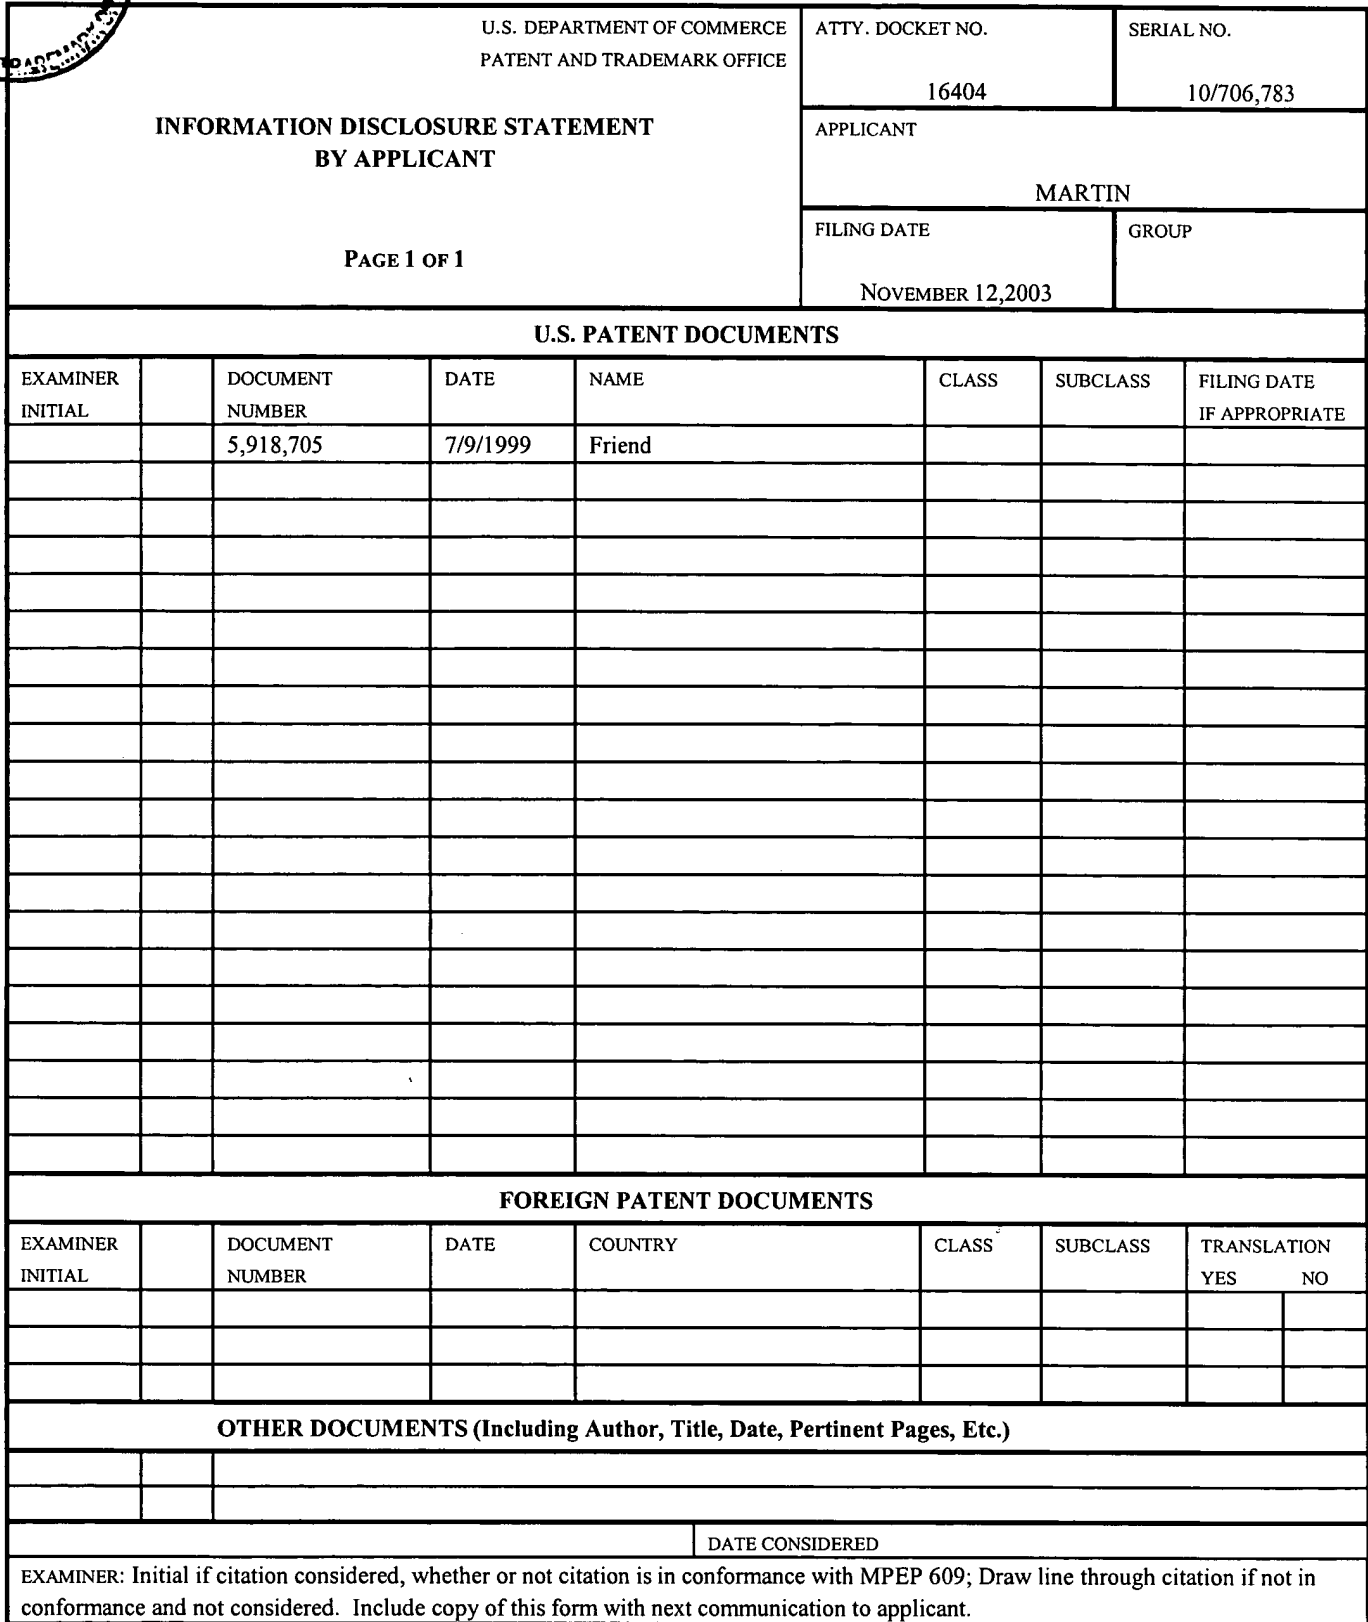 TRADEMARK
U.S. DEPARTMENT OF COMMERCE
PATENT AND TRADEMARK OFFICE
INFORMATION DISCLOSURE STATEMENT
BY APPLICANT
PAGE 1 OF 1
ATTY. DOCKET NO.
16404
SERIAL NO.
10/706,783
APPLICANT
MARTIN
FILING DATE
NOVEMBER 12,2003
GROUP
U.S. PATENT DOCUMENTS
EXAMINER INITIAL DOCUMENT NUMBER DATE NAME CLASS SUBCLASS FILING DATE IF APPROPRIATE
5,918,705 7/9/1999 Friend
FOREIGN PATENT DOCUMENTS
EXAMINER INITIAL DOCUMENT NUMBER DATE COUNTRY CLASS SUBCLASS TRANSLATION YES NO
OTHER DOCUMENTS (Including Author, Title, Date, Pertinent Pages, Etc.)
DATE CONSIDERED
EXAMINER: Initial if citation considered, whether or not citation is in conformance with MPEP 609; Draw line through citation if not in
conformance and not considered. Include copy of this form with next communication to applicant.